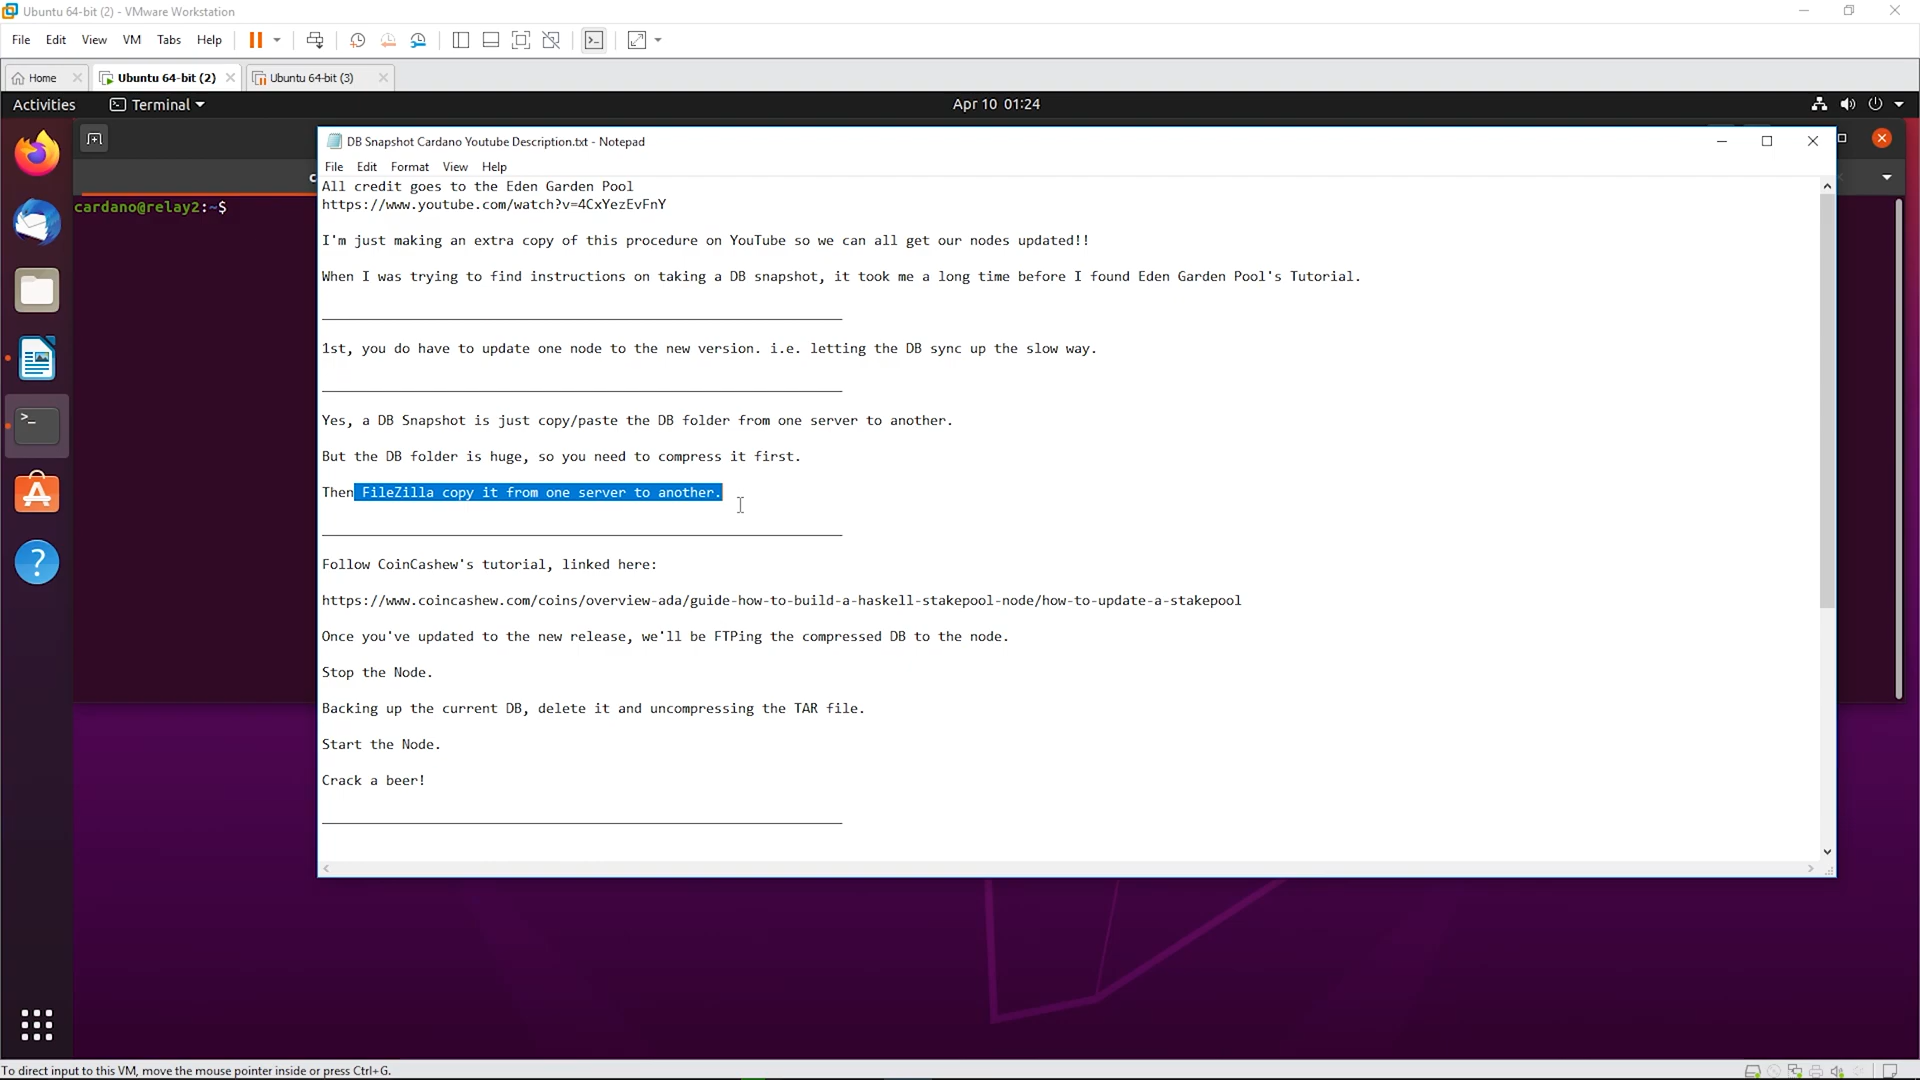 Ubuntu 64-bit (2) - VMware Workstation
File Edit View VM Tabs Help
Home Ubuntu 64-bit (2) Ubuntu 64-bit (3)
Activities Terminal Apr 10 01:24
DB Snapshot Cardano Youtube Description.txt - Notepad
File Edit Format View Help
c
cardano@relay2:~$
All credit goes to the Eden Garden Pool
https://www.youtube.com/watch?v=4CxYezEvFnY
I'm just making an extra copy of this procedure on YouTube so we can all get our nodes updated!!
When I was trying to find instructions on taking a DB snapshot, it took me a long time before I found Eden Garden Pool's Tutorial.
1st, you do have to update one node to the new version. i.e. letting the DB sync up the slow way.
Yes, a DB Snapshot is just copy/paste the DB folder from one server to another.
But the DB folder is huge, so you need to compress it first.
Then FileZilla copy it from one server to another.
Follow CoinCashew's tutorial, linked here:
https://www.coincashew.com/coins/overview-ada/guide-how-to-build-a-haskell-stakepool-node/how-to-update-a-stakepool
Once you've updated to the new release, we'll be FTPing the compressed DB to the node.
Stop the Node.
Backing up the current DB, delete it and uncompressing the TAR file.
Start the Node.
Crack a beer!
To direct input to this VM, move the mouse pointer inside or press Ctrl+G.